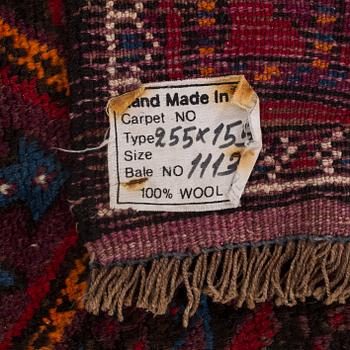 Hand Made In
Carpet NO
Type 255x155
Size
Bale NO 1113
100% WOOL